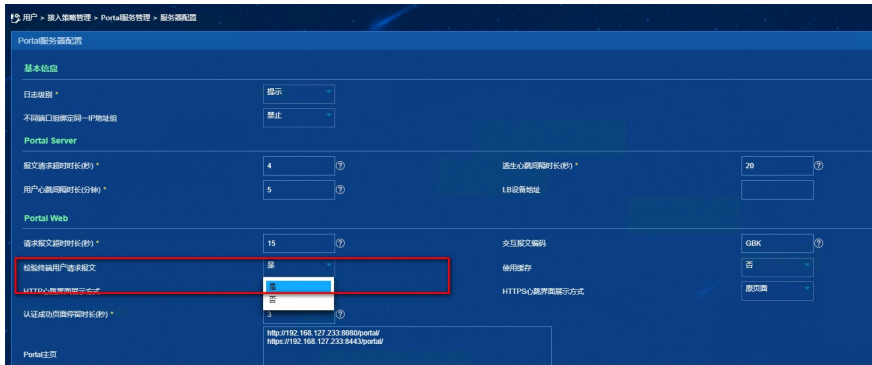 用户 > 接入策略管理 > Portal服务管理 > 服务器配置
Portal服务器配置
基本信息
日志级别 * 提示
不同端口组绑定同一IP地址组 禁止
Portal Server
报文请求超时时长(秒) * 4 逃生心跳间隔时长(秒) * 20
用户心跳间隔时长(分钟) * 5 LB设备地址
Portal Web
请求报文超时时长(秒) * 15 交互报文编码 GBK
校验终端用户请求报文 是 使用缓存 否
HTTP心跳界面展示方式 是 HTTPS心跳界面展示方式 原页面
否
认证成功页面停留时长(秒) * 3
http://192.168.127.233:8080/portal/
https://192.168.127.233:8443/portal/
Portal主页